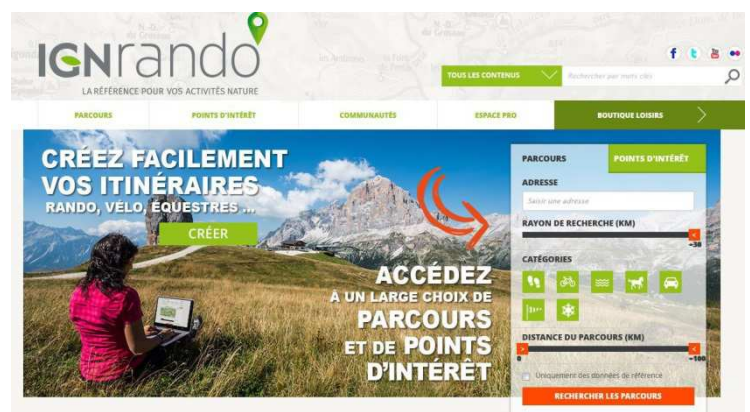 IGNrando'
LA RÉFÉRENCE POUR VOS ACTIVITÉS NATURE
TOUS LES CONTENUS
Rechercher par mots clés
PARCOURS
POINTS D'INTÉRÊT
COMMUNAUTÉS
ESPACE PRO
BOUTIQUE LOISIRS
CRÉEZ FACILEMENT
VOS ITINÉRAIRES
RANDO, VÉLO, ÉQUESTRES ...
CRÉER
ACCÉDEZ
À UN LARGE CHOIX DE
PARCOURS
ET DE POINTS
D'INTÉRÊT
PARCOURS
POINTS D'INTÉRÊT
ADRESSE
Saisir une adresse
RAYON DE RECHERCHE (KM)
~30
CATÉGORIES
DISTANCE DU PARCOURS (KM)
0
~100
Uniquement des données de référence
RECHERCHER LES PARCOURS